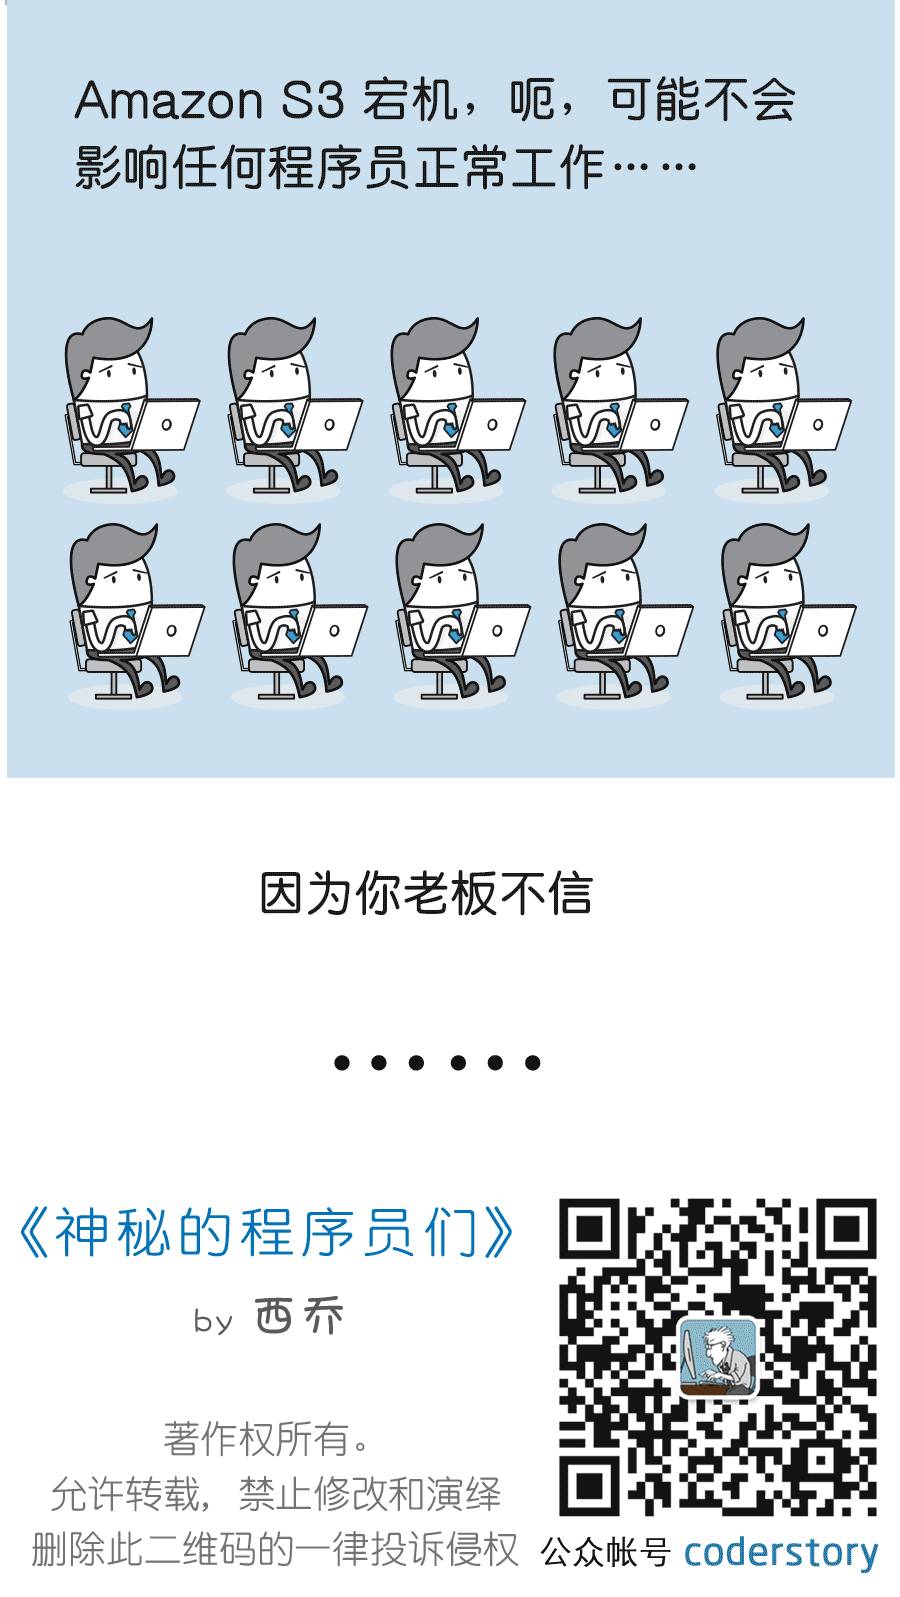 Amazon S3 宕机，呃，可能不会
影响任何程序员正常工作……
因为你老板不信
••••••
《神秘的程序员们》
by 西乔
著作权所有。
允许转载，禁止修改和演绎
删除此二维码的一律投诉侵权
公众帐号 coderstory